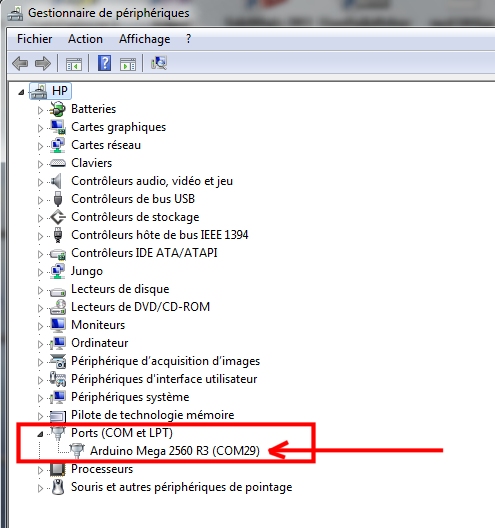 Gestionnaire de périphériques
Fichier Action Affichage ?
HP
Batteries
Cartes graphiques
Cartes réseau
Claviers
Contrôleurs audio, vidéo et jeu
Contrôleurs de bus USB
Contrôleurs de stockage
Contrôleurs hôte de bus IEEE 1394
Contrôleurs IDE ATA/ATAPI
Jungo
Lecteurs de disque
Lecteurs de DVD/CD-ROM
Moniteurs
Ordinateur
Périphérique d'acquisition d'images
Périphériques d'interface utilisateur
Périphériques système
Pilote de technologie mémoire
Ports (COM et LPT)
Arduino Mega 2560 R3 (COM29)
Processeurs
Souris et autres périphériques de pointage